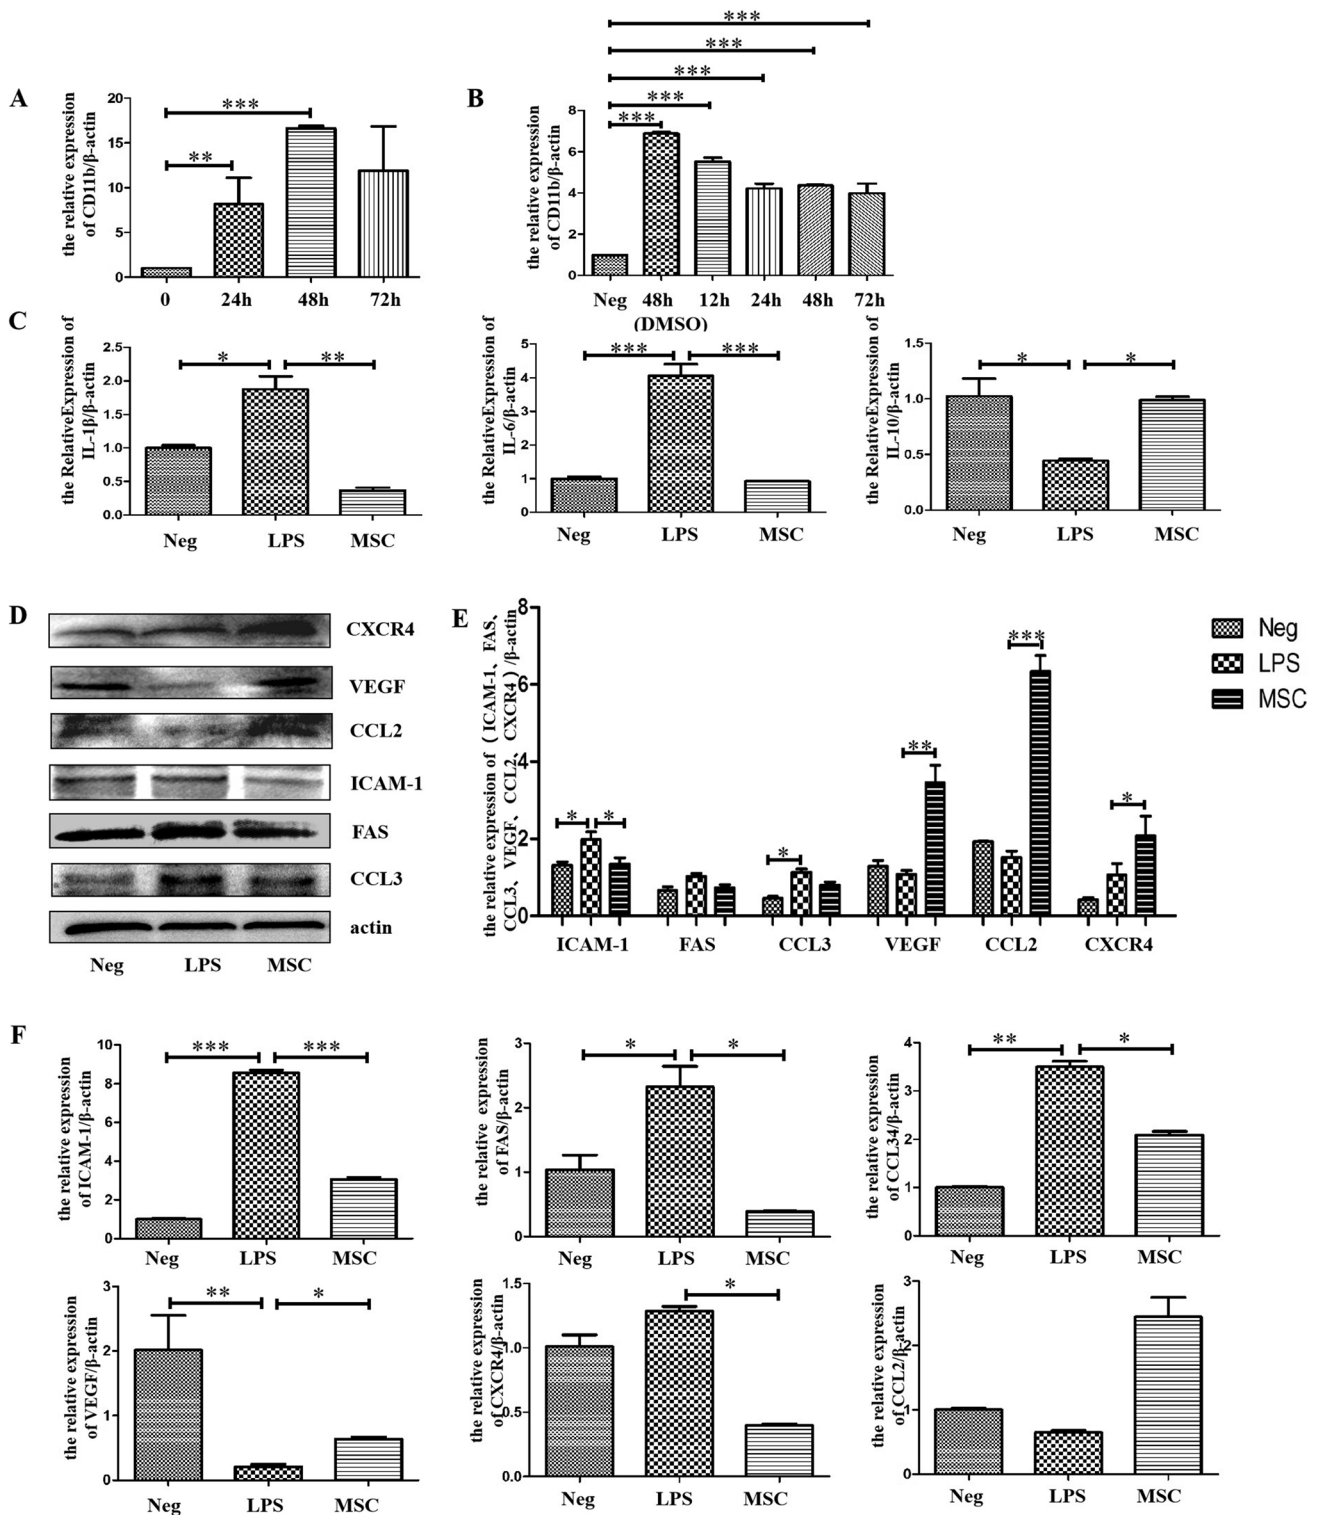 A
the relative expression
of CD11b/β-actin
20
15
10
5
0
**
***
0 24h 48h 72h
B
the relative expression
of CD11b/β-actin
8
6
4
2
0
***
***
***
***
***
Neg 48h 12h 24h 48h 72h
(DMSO)
C
the RelativeExpression of
IL-1β/β-actin
2.5
2.0
1.5
1.0
0.5
0.0
* **
Neg LPS MSC
the RelativeExpression of
IL-6/β-actin
5
4
3
2
1
0
*** ***
Neg LPS MSC
the RelativeExpression of
IL-10/β-actin
1.5
1.0
0.5
0.0
* *
Neg LPS MSC
D
CXCR4
VEGF
CCL2
ICAM-1
FAS
CCL3
actin
Neg LPS MSC
E
the relative expression of（ICAM-1、FAS、
CCL3、VEGF、CCL2、CXCR4）/β-actin
8
6
4
2
0
* * * ** *** *
ICAM-1 FAS CCL3 VEGF CCL2 CXCR4
Neg
LPS
MSC
F
the relative expression
of ICAM-1/β-actin
10
8
6
4
2
0
*** ***
Neg LPS MSC
the relative expression
of FAS/β-actin
3
2
1
0
* *
Neg LPS MSC
the relative expression
of CCL34/β-actin
4
3
2
1
0
** *
Neg LPS MSC
the relative expression
of VEGF/β-actin
3
2
1
0
** *
Neg LPS MSC
the relative expression
of CXCR4/β-actin
1.5
1.0
0.5
0.0
*
Neg LPS MSC
the relative expression
of CCL2/β-actin
3
2
1
0
Neg LPS MSC